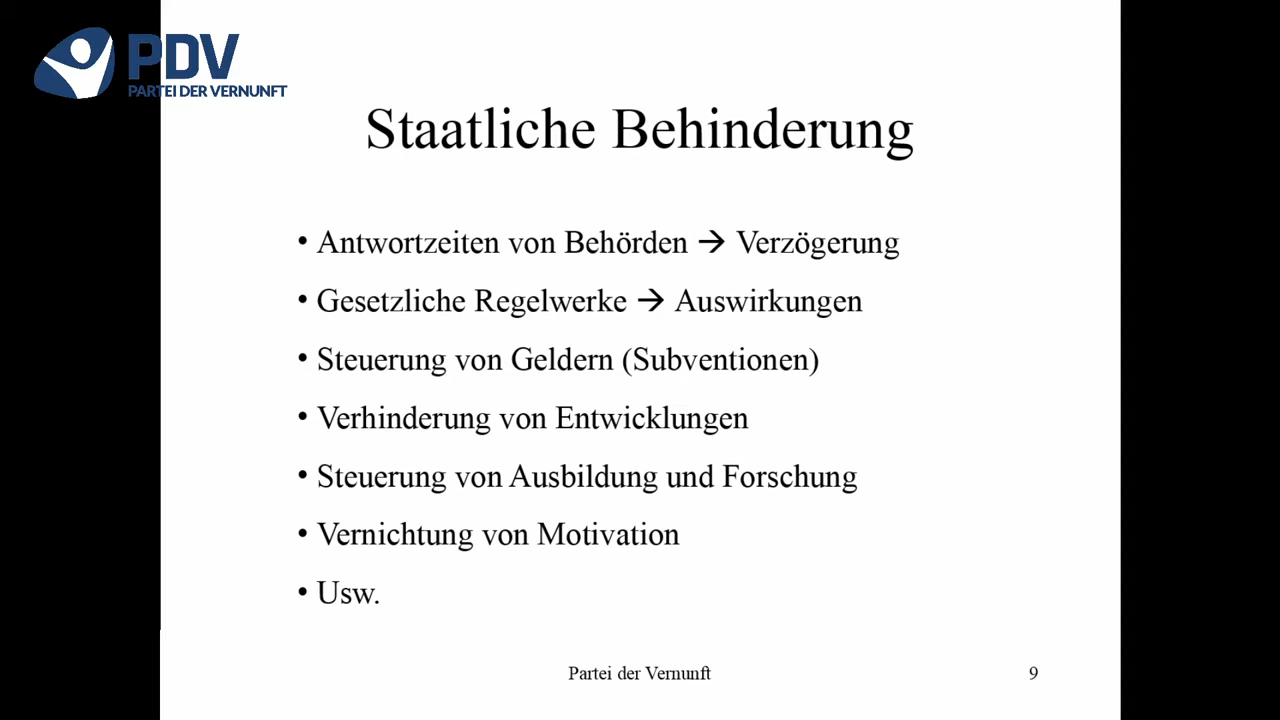 PDV
PARTEI DER VERNUNFT
Staatliche Behinderung
• Antwortzeiten von Behörden → Verzögerung
• Gesetzliche Regelwerke → Auswirkungen
• Steuerung von Geldern (Subventionen)
• Verhinderung von Entwicklungen
• Steuerung von Ausbildung und Forschung
• Vernichtung von Motivation
• Usw.
Partei der Vernunft 9